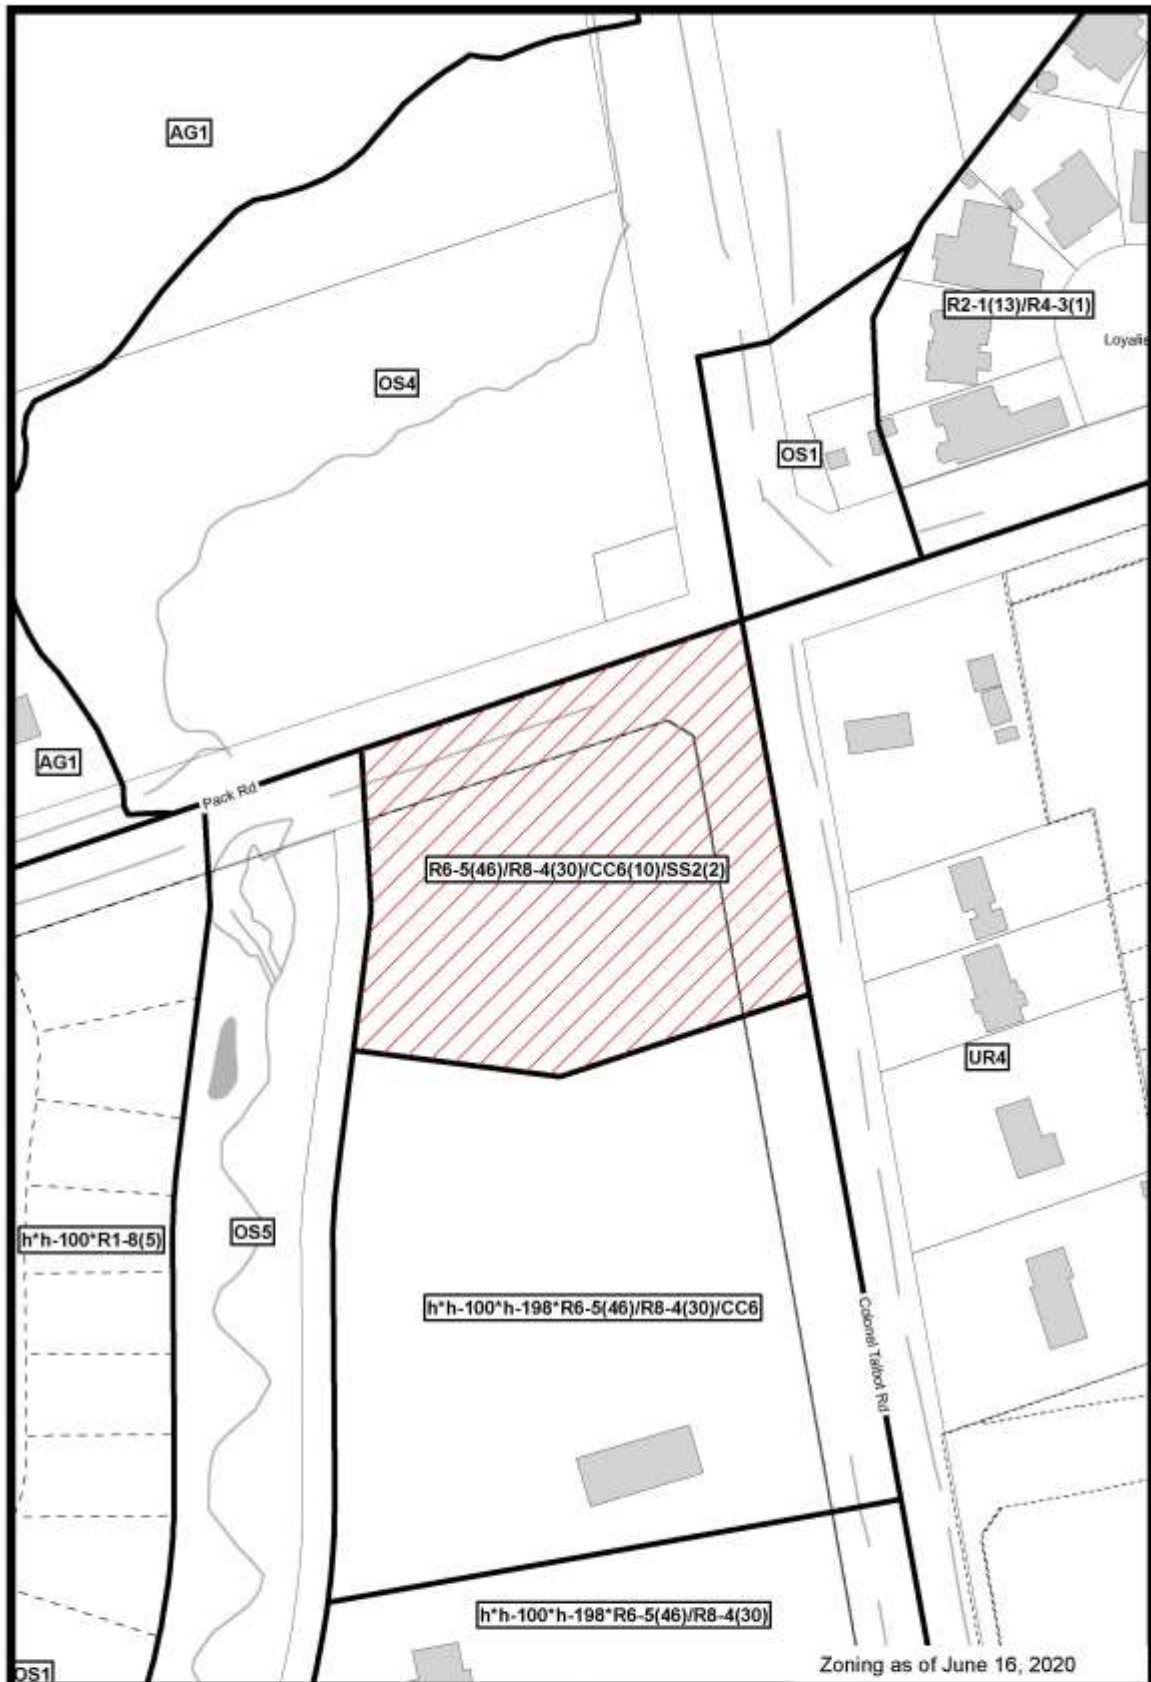 AG1
R2-1(13)/R4-3(1)
Loyalis
OS4
OS1
AG1
Pack Rd
R6-5(46)/R8-4(30)/CC6(10)/SS2(2)
UR4
h*h-100*R1-8(5)
OS5
h*h-100*h-198*R6-5(46)/R8-4(30)/CC6
Colonel Talbot Rd
h*h-100*h-198*R6-5(46)/R8-4(30)
OS1
Zoning as of June 16, 2020